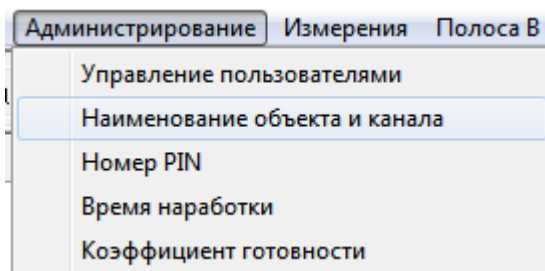 Администрирование Измерения Полоса В
Управление пользователями
Наименование объекта и канала
Номер PIN
Время наработки
Коэффициент готовности